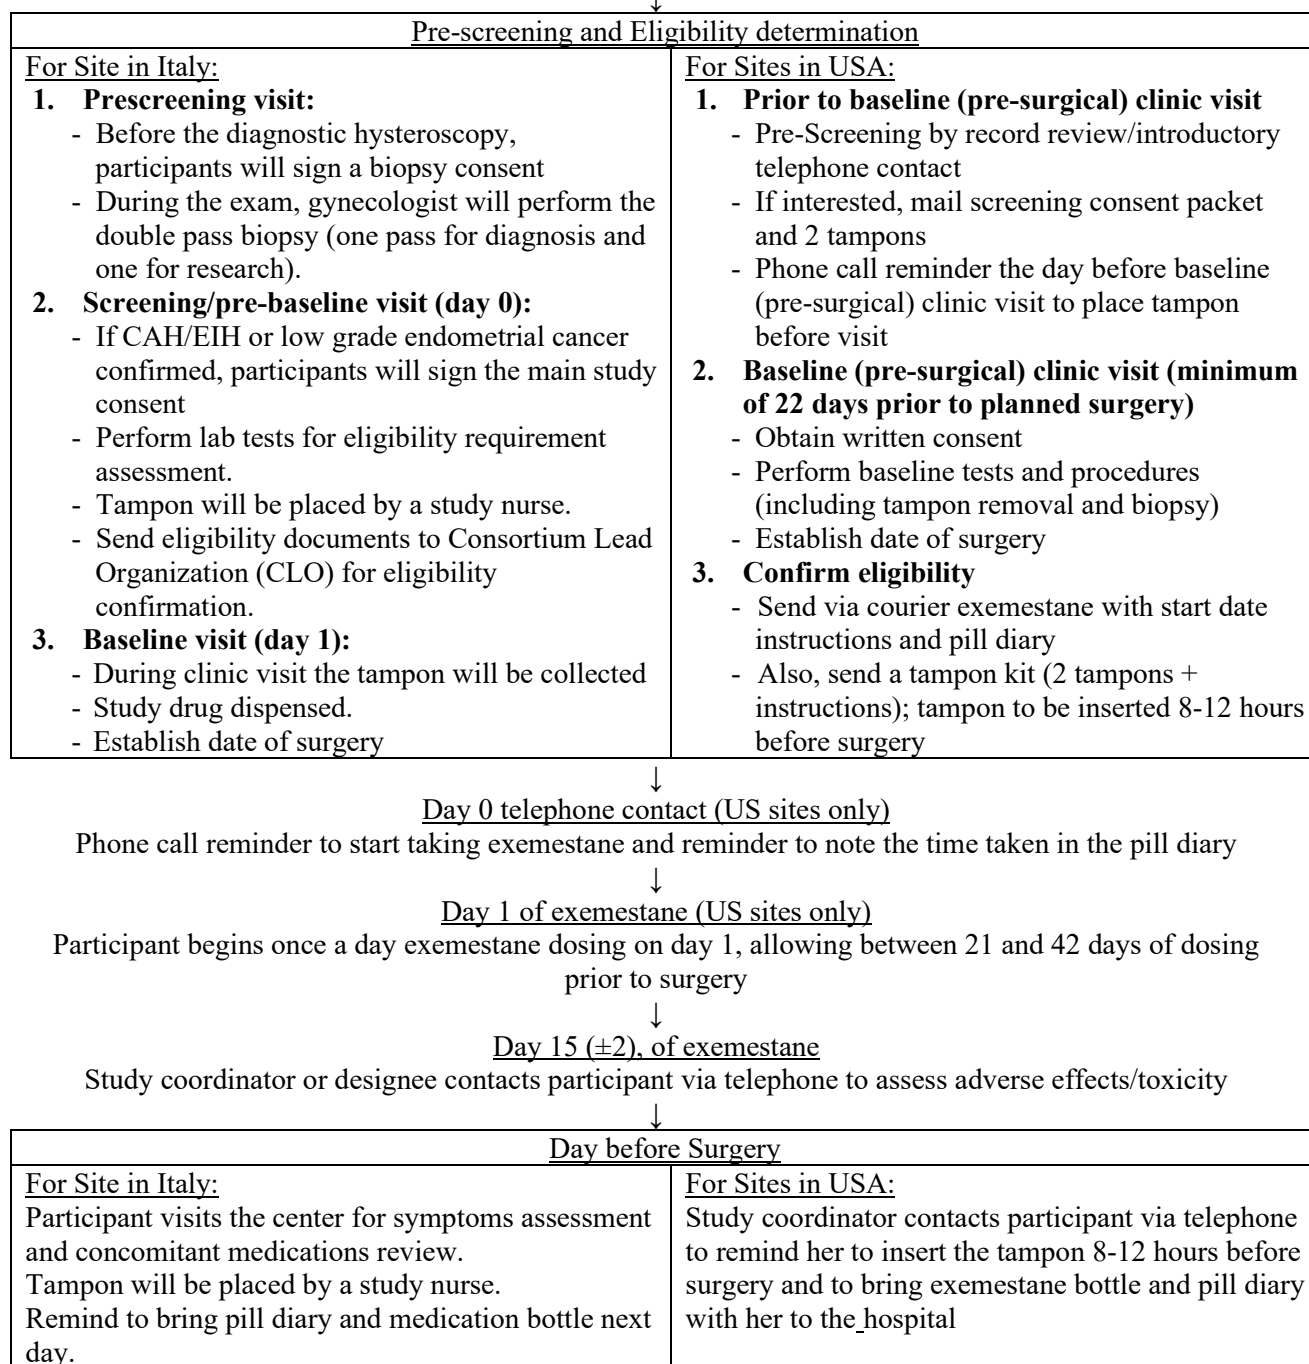 ↓
Pre-screening and Eligibility determination
For Site in Italy:
1. Prescreening visit:
- Before the diagnostic hysteroscopy,
participants will sign a biopsy consent
- During the exam, gynecologist will perform the
double pass biopsy (one pass for diagnosis and
one for research).
2. Screening/pre-baseline visit (day 0):
- If CAH/EIH or low grade endometrial cancer
confirmed, participants will sign the main study
consent
- Perform lab tests for eligibility requirement
assessment.
- Tampon will be placed by a study nurse.
- Send eligibility documents to Consortium Lead
Organization (CLO) for eligibility
confirmation.
3. Baseline visit (day 1):
- During clinic visit the tampon will be collected
- Study drug dispensed.
- Establish date of surgery
For Sites in USA:
1. Prior to baseline (pre-surgical) clinic visit
- Pre-Screening by record review/introductory
telephone contact
- If interested, mail screening consent packet
and 2 tampons
- Phone call reminder the day before baseline
(pre-surgical) clinic visit to place tampon
before visit
2. Baseline (pre-surgical) clinic visit (minimum
of 22 days prior to planned surgery)
- Obtain written consent
- Perform baseline tests and procedures
(including tampon removal and biopsy)
- Establish date of surgery
3. Confirm eligibility
- Send via courier exemestane with start date
instructions and pill diary
- Also, send a tampon kit (2 tampons +
instructions); tampon to be inserted 8-12 hours
before surgery
↓
Day 0 telephone contact (US sites only)
Phone call reminder to start taking exemestane and reminder to note the time taken in the pill diary
↓
Day 1 of exemestane (US sites only)
Participant begins once a day exemestane dosing on day 1, allowing between 21 and 42 days of dosing
prior to surgery
↓
Day 15 (±2), of exemestane
Study coordinator or designee contacts participant via telephone to assess adverse effects/toxicity
↓
Day before Surgery
For Site in Italy:
Participant visits the center for symptoms assessment
and concomitant medications review.
Tampon will be placed by a study nurse.
Remind to bring pill diary and medication bottle next
day.
For Sites in USA:
Study coordinator contacts participant via telephone
to remind her to insert the tampon 8-12 hours before
surgery and to bring exemestane bottle and pill diary
with her to the hospital